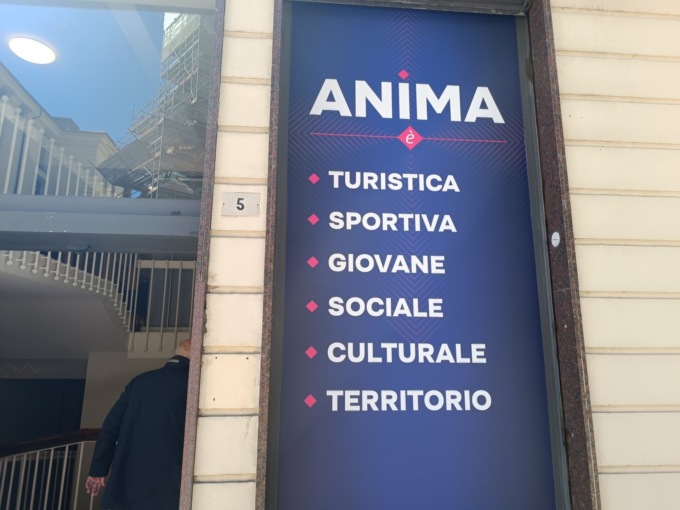 ANiMA
è
TURISTICA
SPORTIVA
GIOVANE
SOCIALE
CULTURALE
TERRITORIO
5